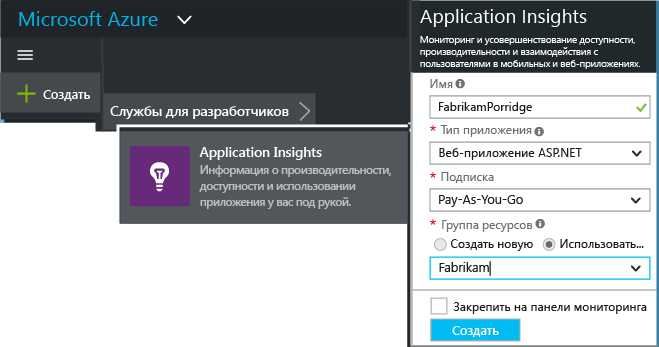 Microsoft Azure
Создать
Службы для разработчиков
Application Insights
Информация о производительности,
доступности и использовании
приложения у вас под рукой.
Application Insights
Мониторинг и усовершенствование доступности,
производительности и взаимодействия с
пользователями в мобильных и веб-приложениях.
Имя
FabrikamPorridge
* Тип приложения
Веб-приложение ASP.NET
* Подписка
Pay-As-You-Go
* Группа ресурсов
Создать новую Использовать...
Fabrikam
Закрепить на панели мониторинга
Создать